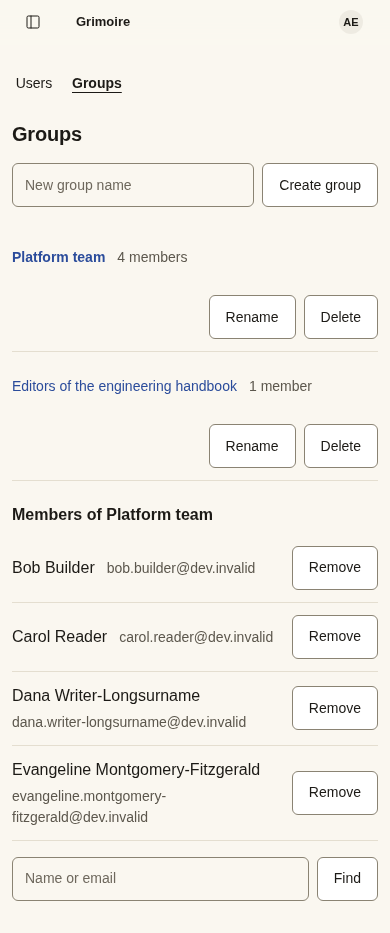 Grimoire
AE
Users Groups
Groups
New group name Create group
Platform team 4 members
Rename Delete
Editors of the engineering handbook 1 member
Rename Delete
Members of Platform team
Bob Builder bob.builder@dev.invalid Remove
Carol Reader carol.reader@dev.invalid Remove
Dana Writer-Longsurname
dana.writer-longsurname@dev.invalid
Remove
Evangeline Montgomery-Fitzgerald
evangeline.montgomery-
fitzgerald@dev.invalid
Remove
Name or email Find